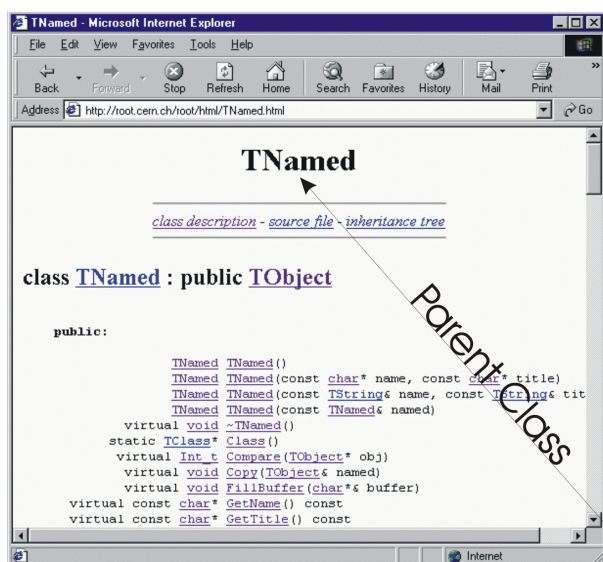 TNamed - Microsoft Internet Explorer
File Edit View Favorites Tools Help
Back Forward Stop Refresh Home Search Favorites History Mail Print »
Address http://root.cern.ch/root/html/TNamed.html Go
TNamed
class description - source file - inheritance tree
class TNamed : public TObject
Parent Class
public:
TNamed TNamed()
TNamed TNamed(const char* name, const char* title)
TNamed TNamed(const TString& name, const TString& tit
TNamed TNamed(const TNamed& named)
virtual void ~TNamed()
static TClass* Class()
virtual Int_t Compare(TObject* obj)
virtual void Copy(TObject& named)
virtual void FillBuffer(char*& buffer)
virtual const char* GetName() const
virtual const char* GetTitle() const
Internet